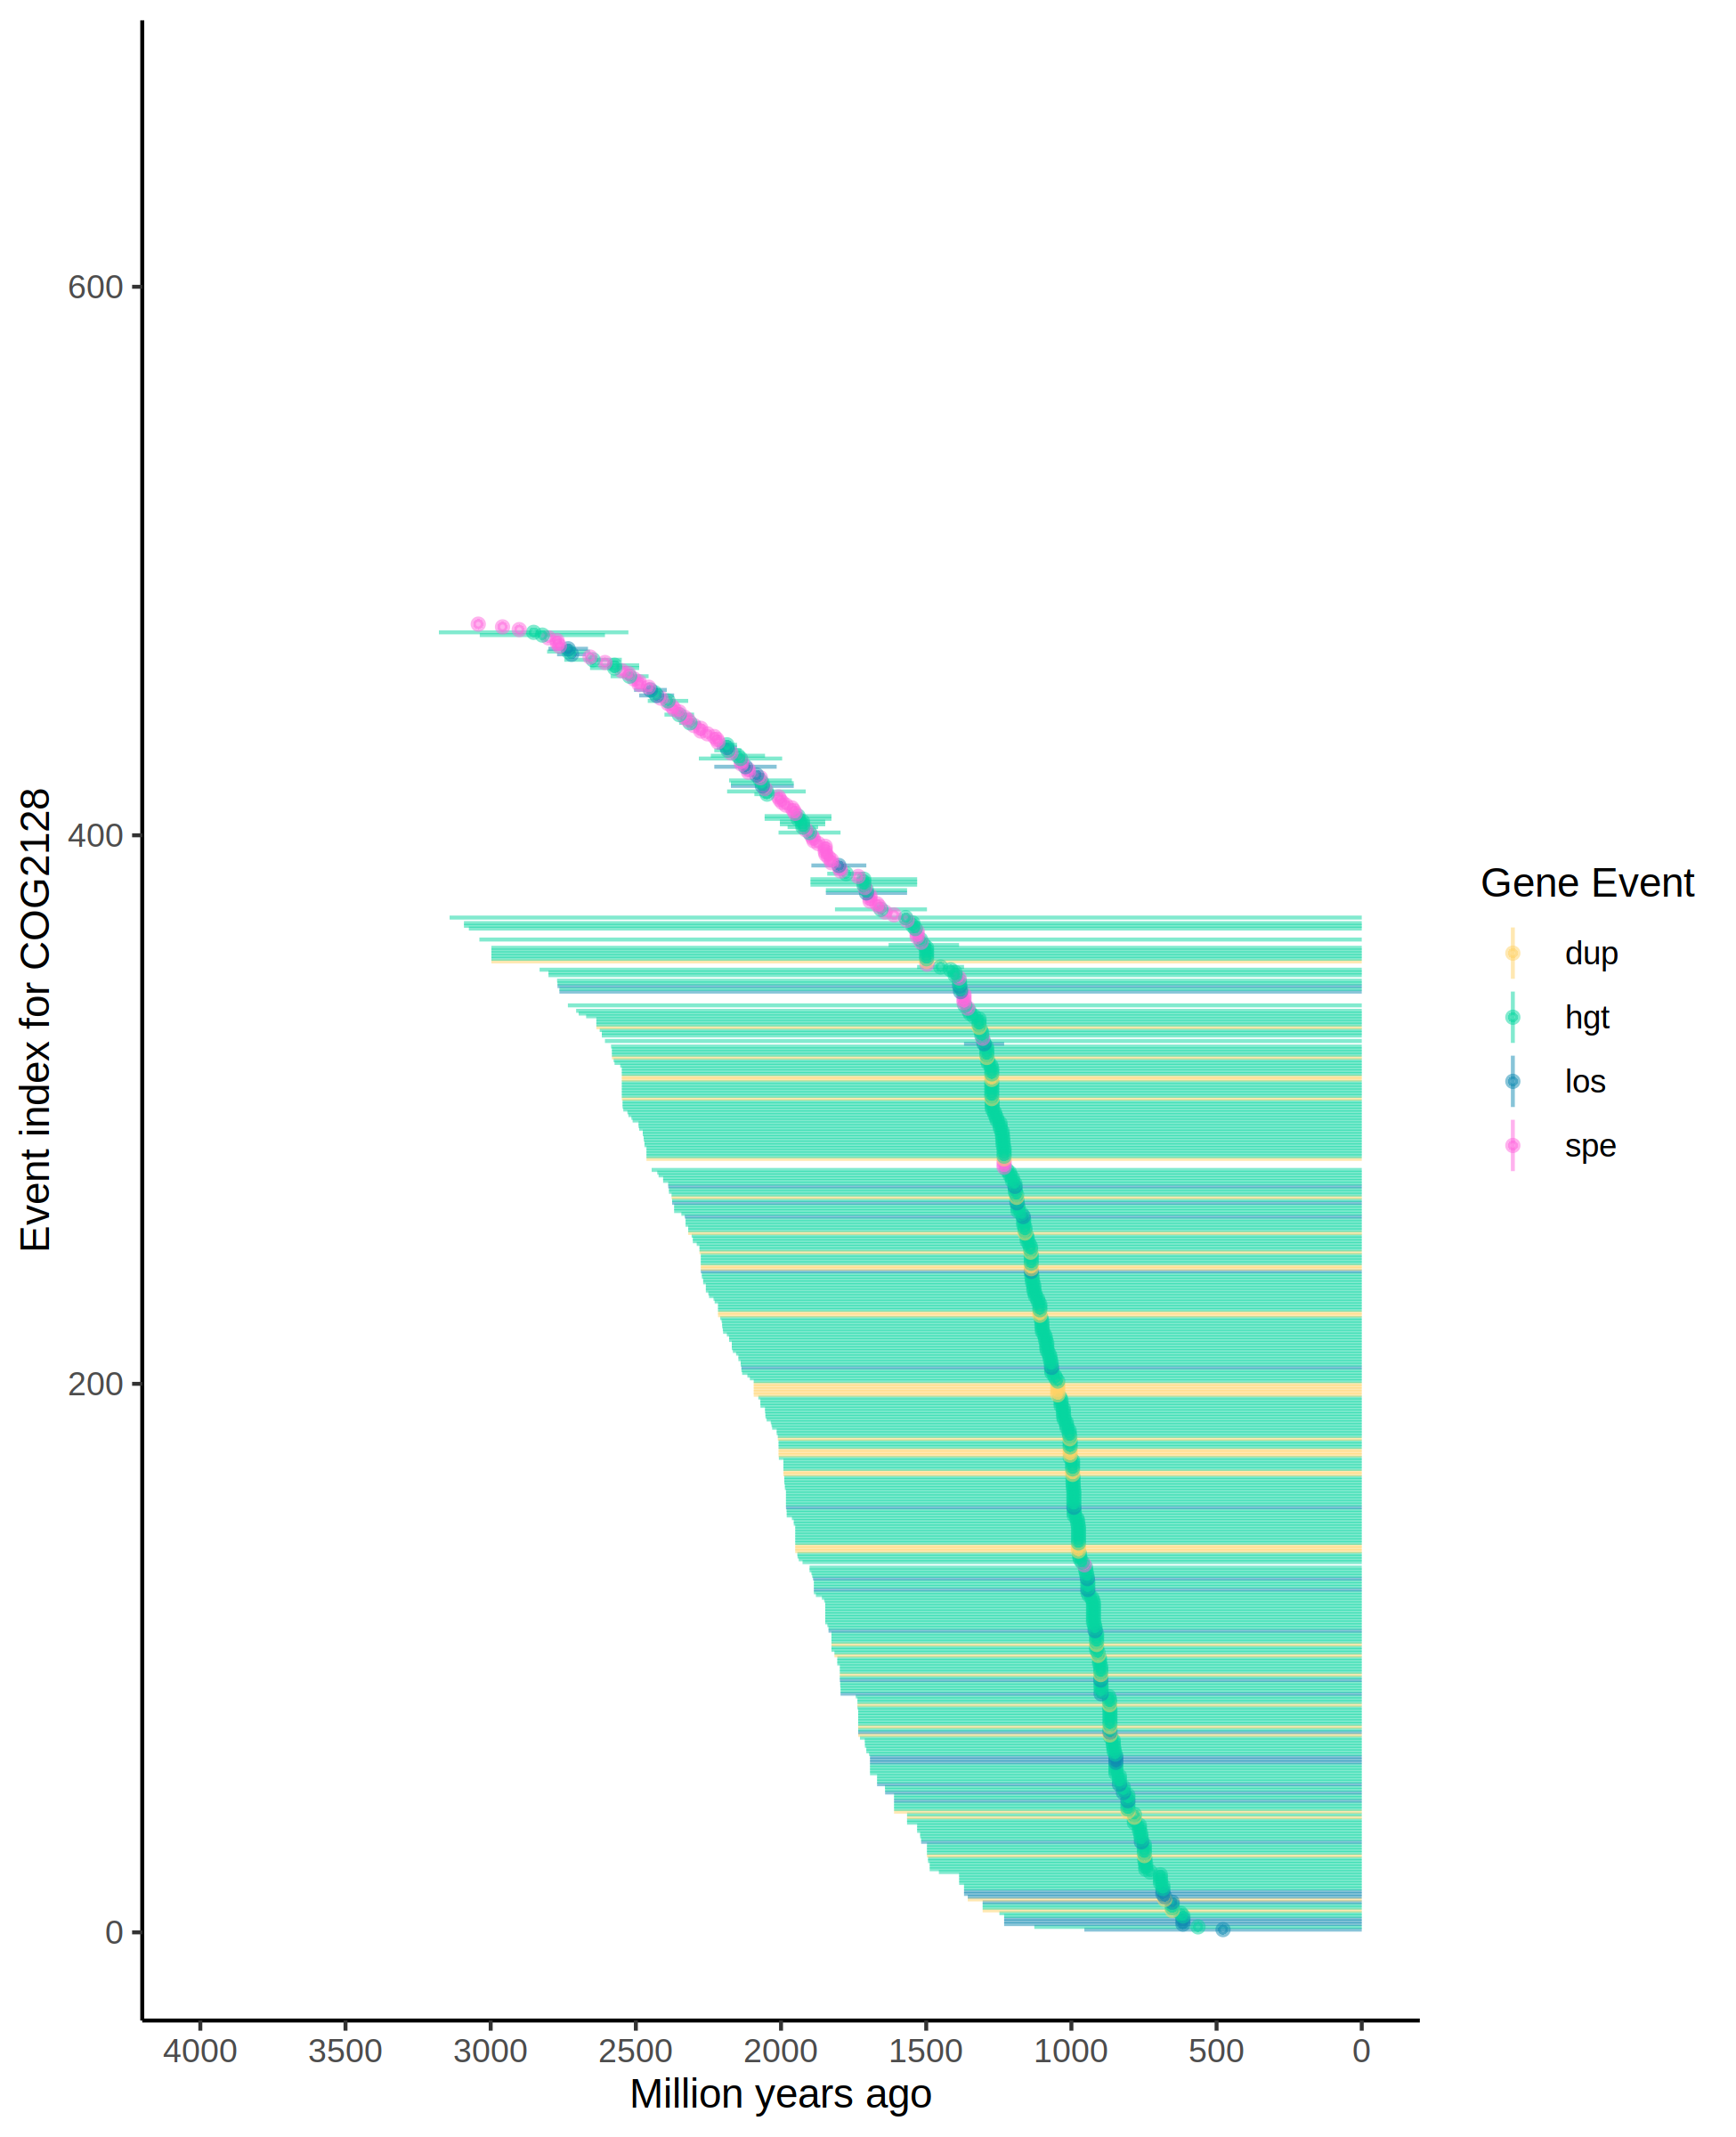 Event index for COG2128
600
400
200
0
4000 3500 3000 2500 2000 1500 1000 500 0
Million years ago
Gene Event
dup
hgt
los
spe